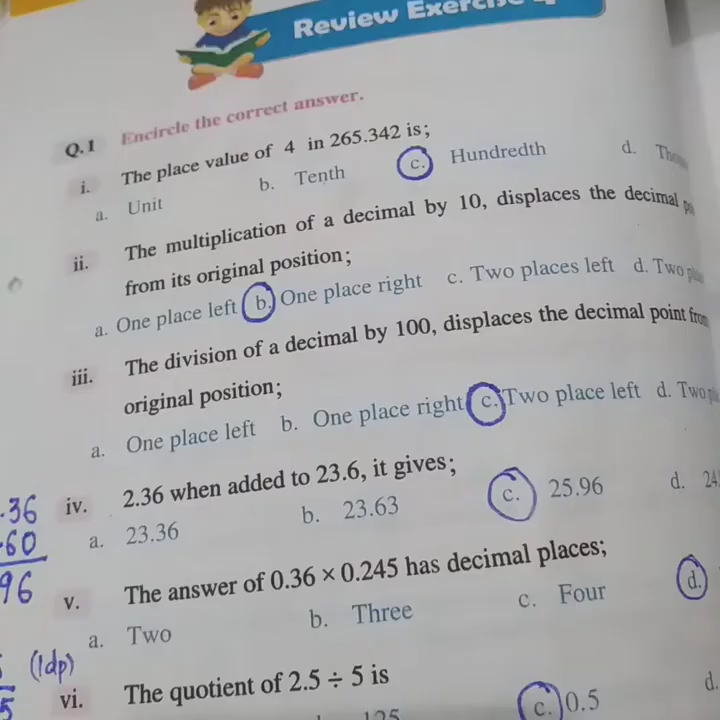 Review Exercise
Q.1 Encircle the correct answer.
i. The place value of 4 in 265.342 is;
a. Unit b. Tenth c. Hundredth d.
ii. The multiplication of a decimal by 10, displaces the decimal
from its original position;
a. One place left b. One place right c. Two places left d. Two
iii. The division of a decimal by 100, displaces the decimal point from
original position;
a. One place left b. One place right c. Two place left d. Two
iv. 2.36 when added to 23.6, it gives;
a. 23.36 b. 23.63 c. 25.96 d.
.36
.60
96
v. The answer of 0.36 × 0.245 has decimal places;
a. Two b. Three c. Four d.
(1dp)
5
vi. The quotient of 2.5 ÷ 5 is
c. 0.5 d.